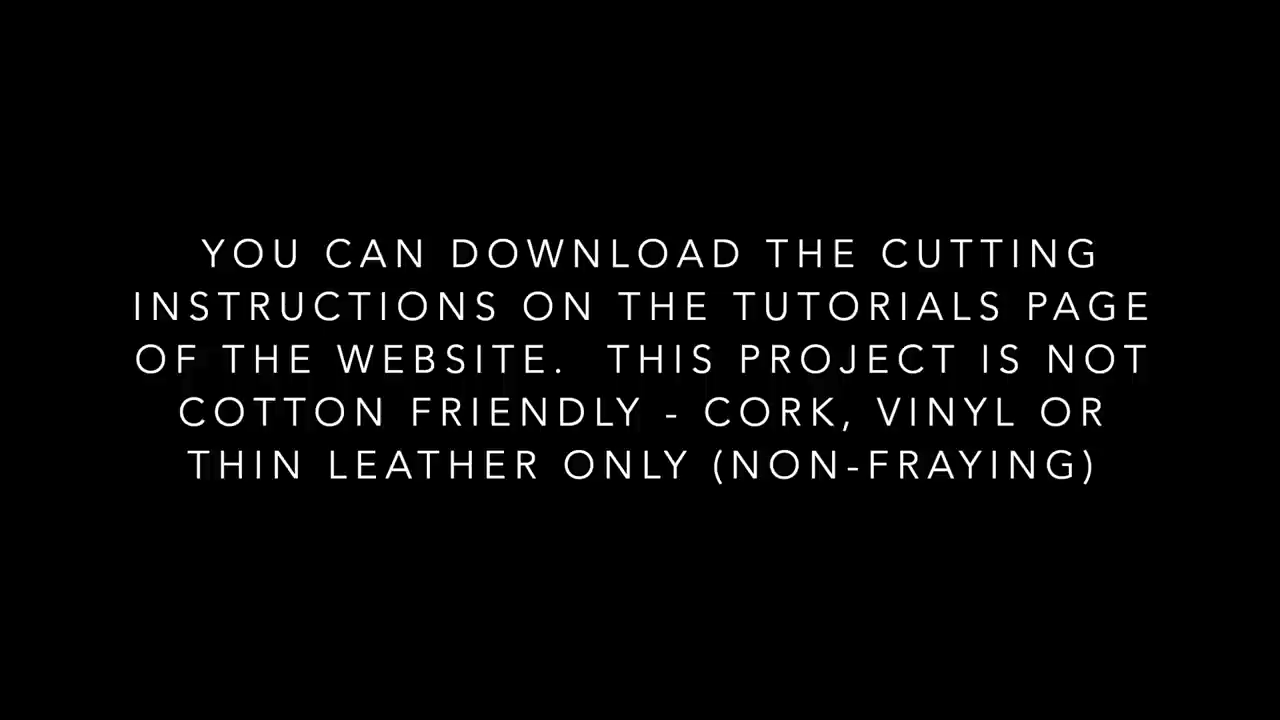 YOU CAN DOWNLOAD THE CUTTING
INSTRUCTIONS ON THE TUTORIALS PAGE
OF THE WEBSITE.  THIS PROJECT IS NOT
COTTON FRIENDLY - CORK, VINYL OR
THIN LEATHER ONLY (NON-FRAYING)